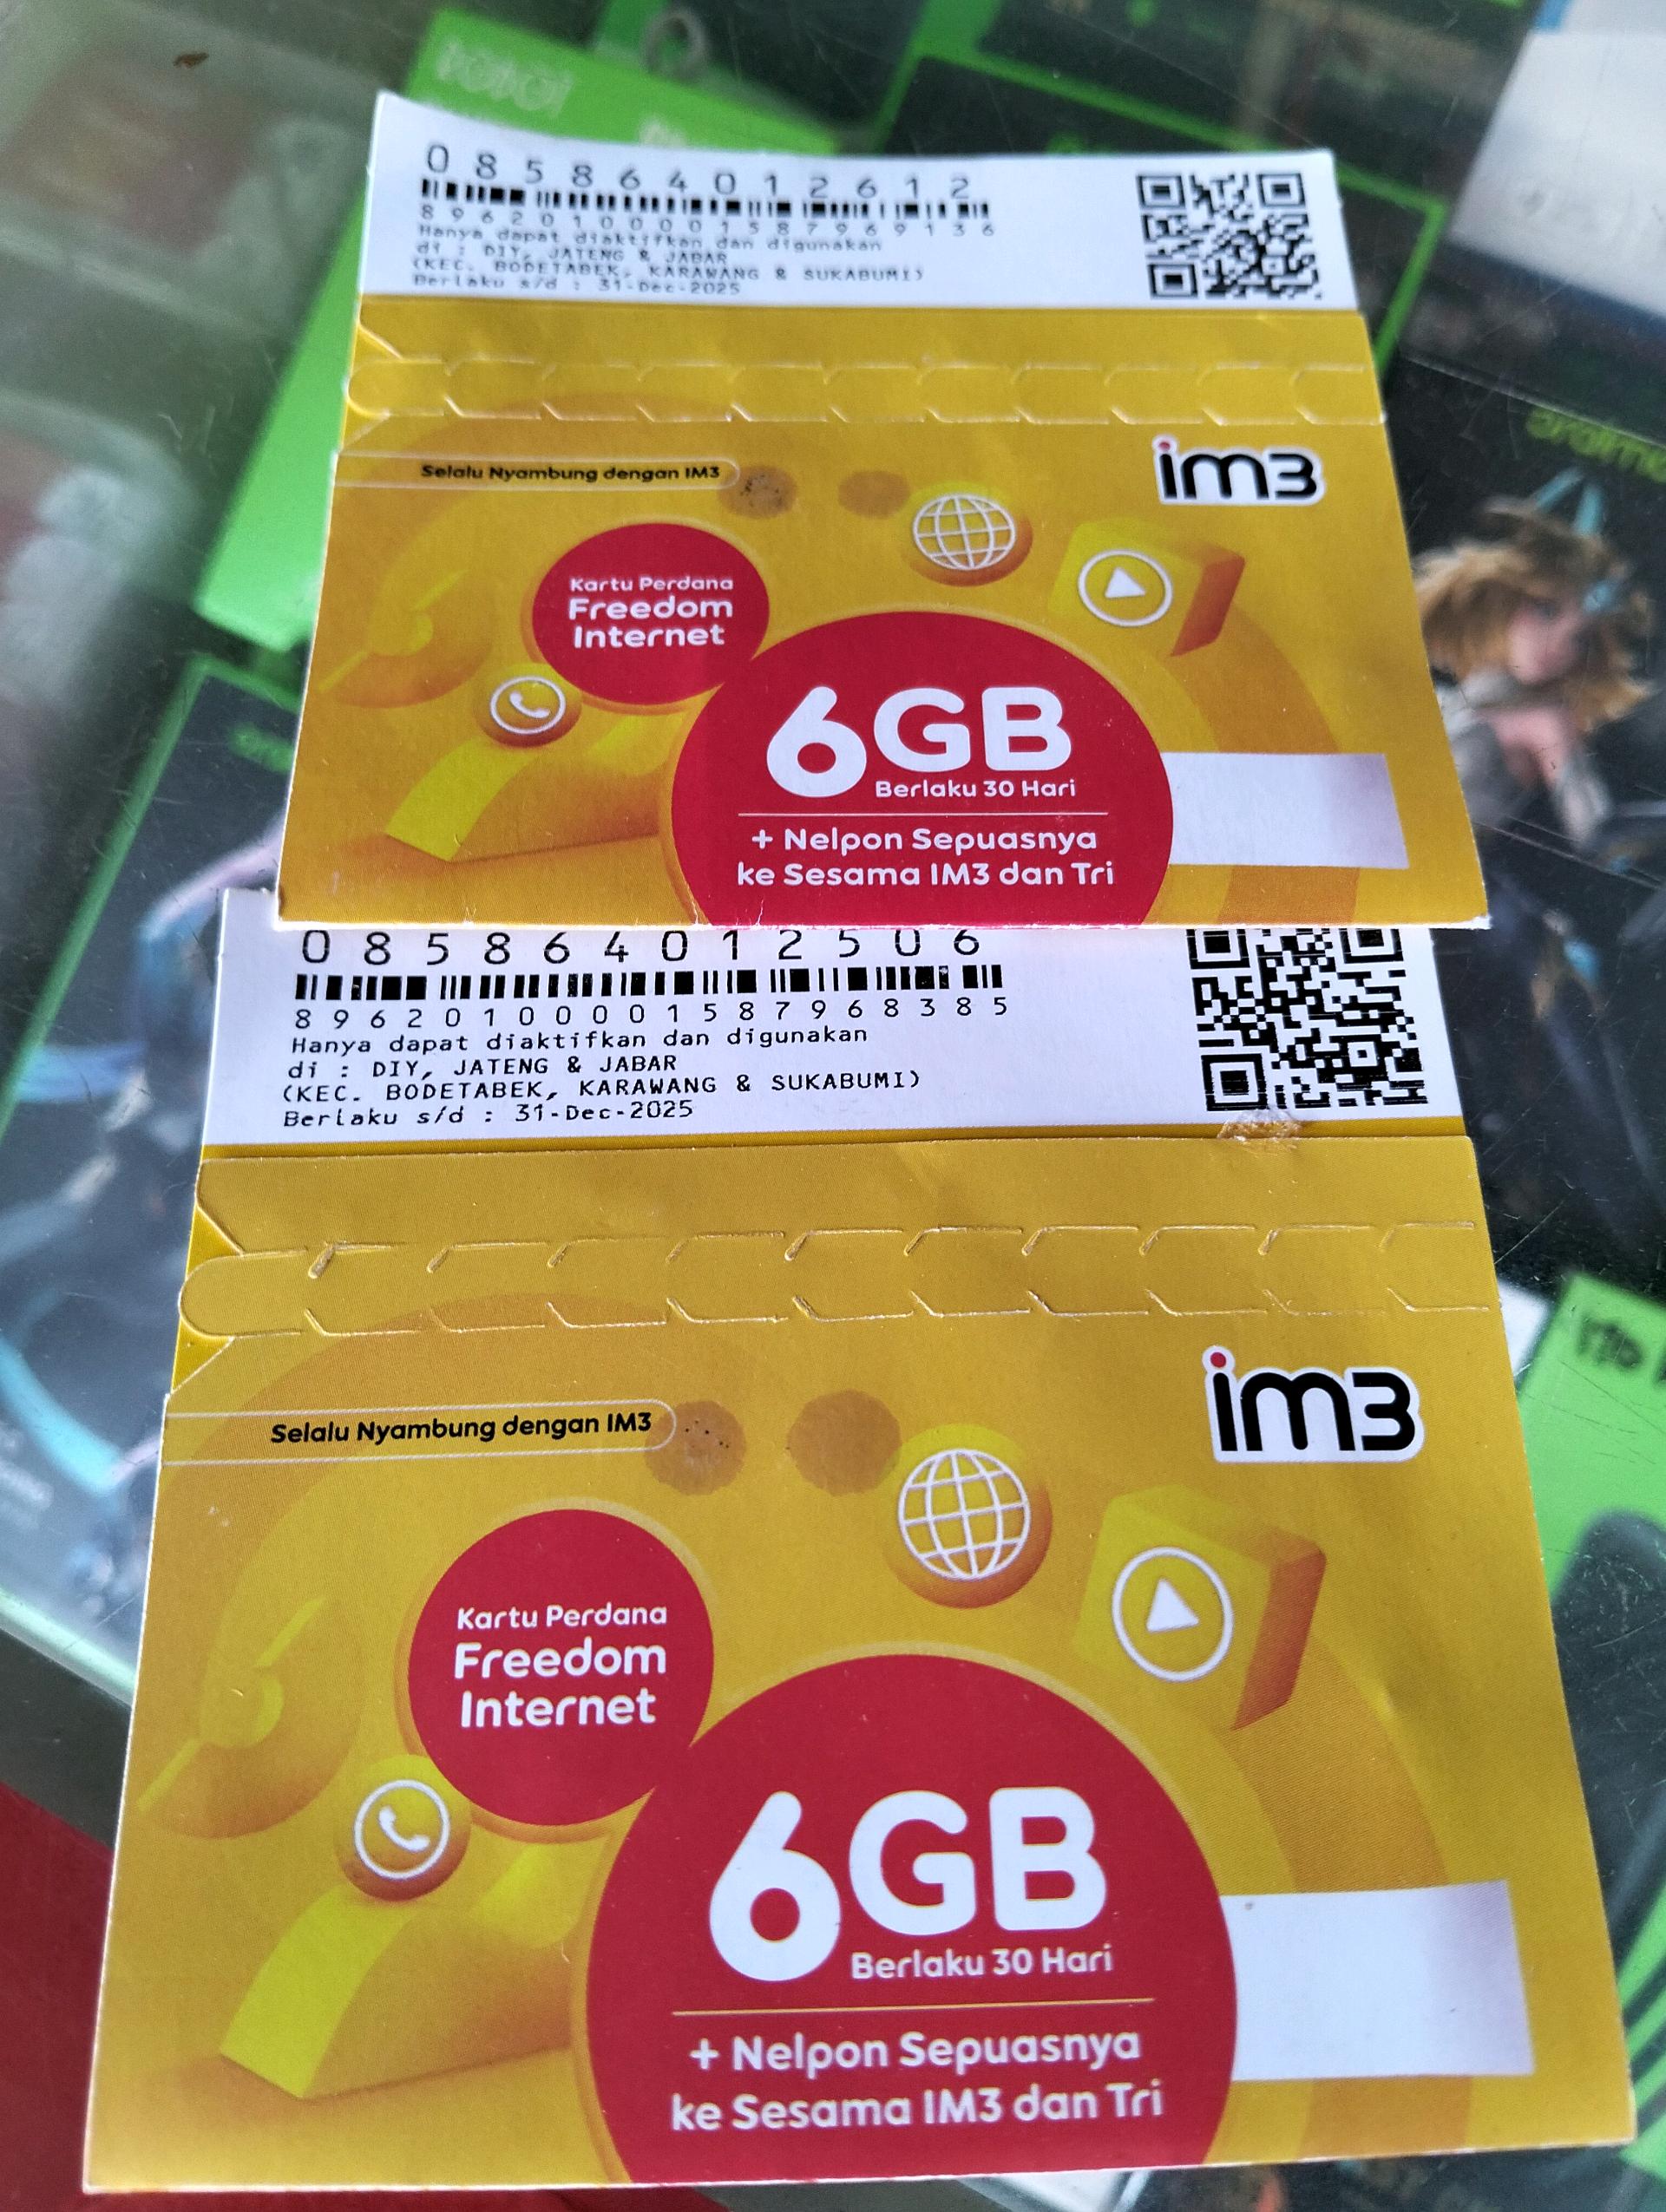 0 8 5 8 6 4 0 1 2 6 1 2
8 9 6 2 0 1 0 0 0 0 1 5 8 7 9 6 9 1 3 6
Hanya dapat diaktifkan dan digunakan
di : DIY, JATENG & JABAR
(KEC. BODETABEK, KARAWANG & SUKABUMI)
Berlaku s/d : 31-Dec-2025
im3
Selalu Nyambung dengan IM3
Kartu Perdana
Freedom
Internet
6GB
Berlaku 30 Hari
+ Nelpon Sepuasnya
ke Sesama IM3 dan Tri
0 8 5 8 6 4 0 1 2 5 0 6
8 9 6 2 0 1 0 0 0 0 1 5 8 7 9 6 8 3 8 5
Hanya dapat diaktifkan dan digunakan
di : DIY, JATENG & JABAR
(KEC. BODETABEK, KARAWANG & SUKABUMI)
Berlaku s/d : 31-Dec-2025
im3
Selalu Nyambung dengan IM3
Kartu Perdana
Freedom
Internet
6GB
Berlaku 30 Hari
+ Nelpon Sepuasnya
ke Sesama IM3 dan Tri